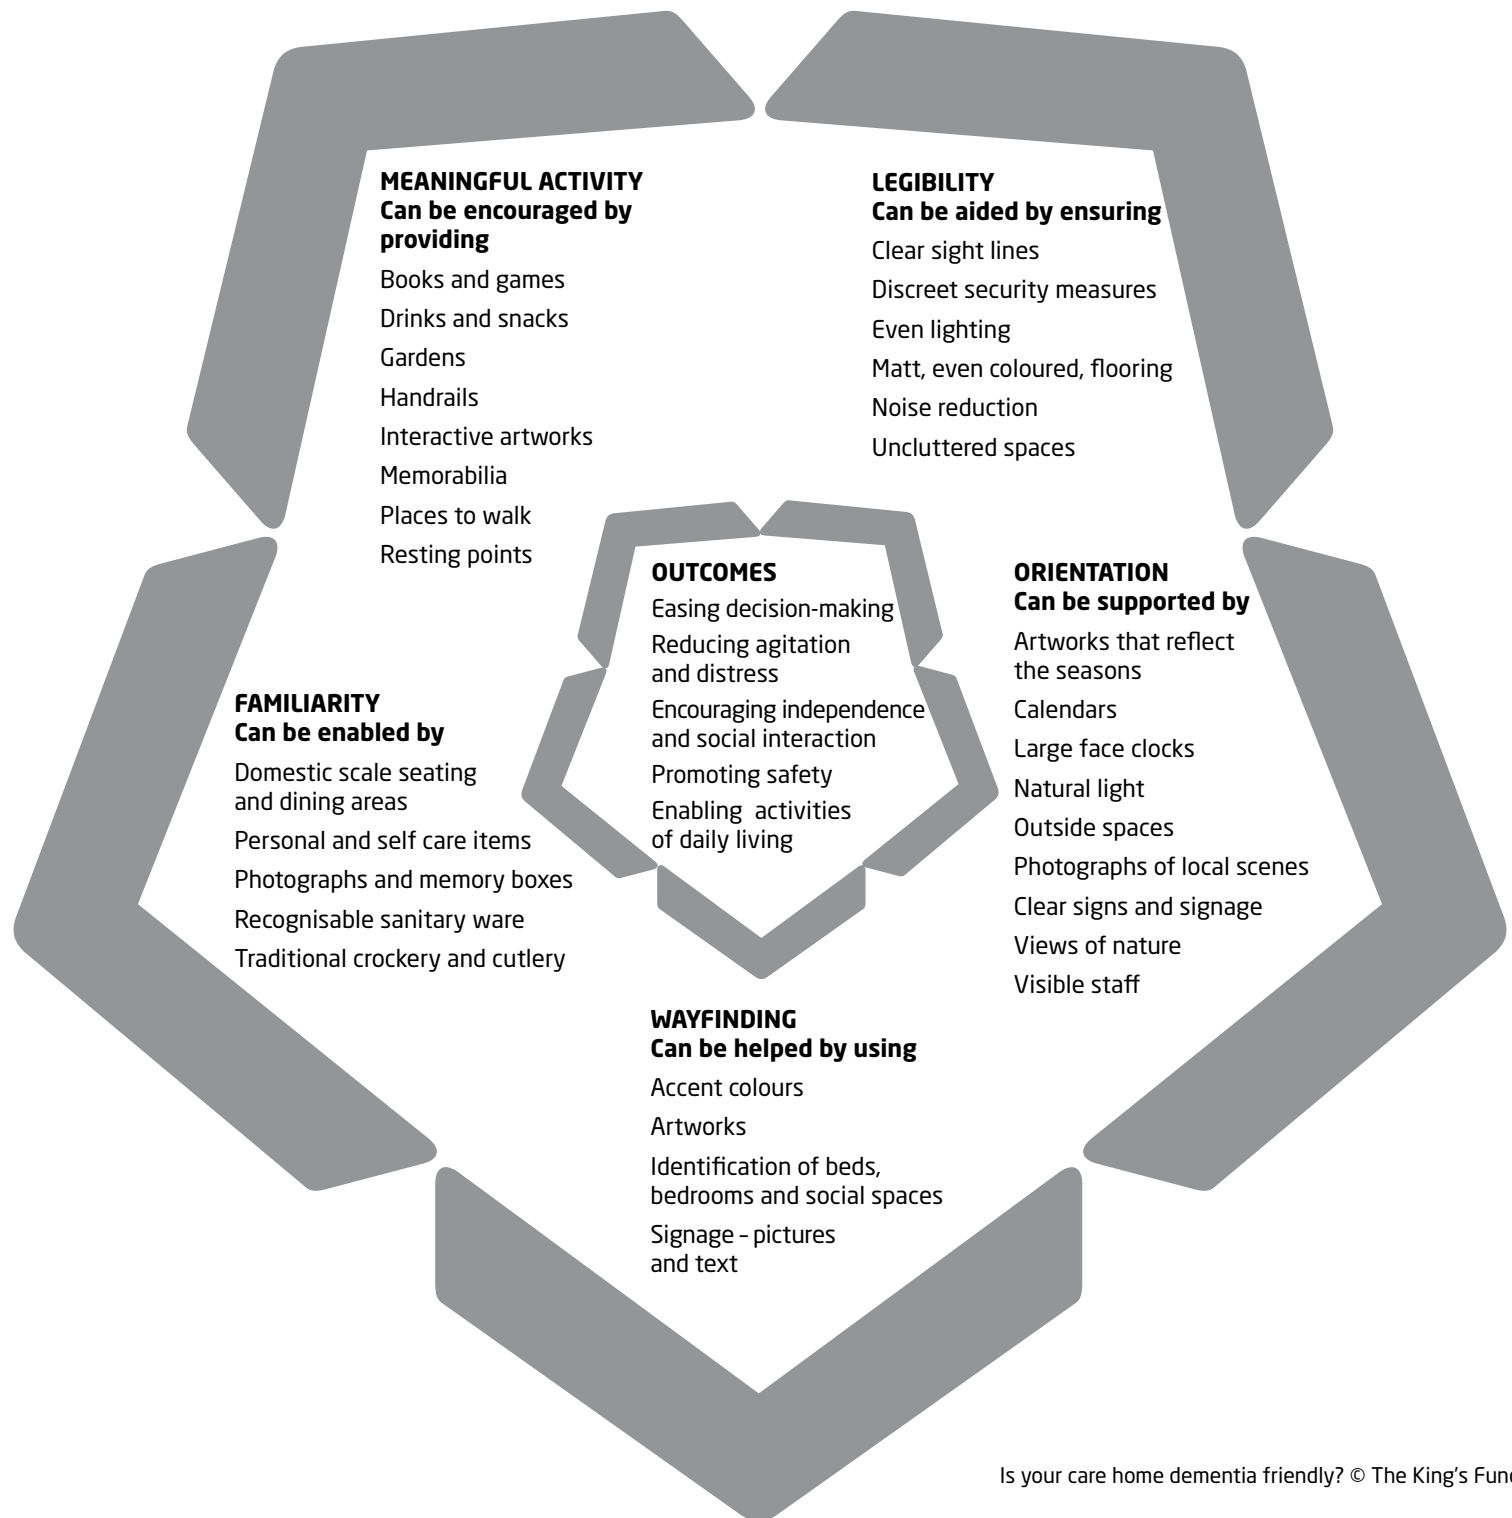 MEANINGFUL ACTIVITY
Can be encouraged by
providing
Books and games
Drinks and snacks
Gardens
Handrails
Interactive artworks
Memorabilia
Places to walk
Resting points
LEGIBILITY
Can be aided by ensuring
Clear sight lines
Discreet security measures
Even lighting
Matt, even coloured, flooring
Noise reduction
Uncluttered spaces
OUTCOMES
Easing decision-making
Reducing agitation
and distress
Encouraging independence
and social interaction
Promoting safety
Enabling activities
of daily living
ORIENTATION
Can be supported by
Artworks that reflect
the seasons
Calendars
Large face clocks
Natural light
Outside spaces
Photographs of local scenes
Clear signs and signage
Views of nature
Visible staff
FAMILIARITY
Can be enabled by
Domestic scale seating
and dining areas
Personal and self care items
Photographs and memory boxes
Recognisable sanitary ware
Traditional crockery and cutlery
WAYFINDING
Can be helped by using
Accent colours
Artworks
Identification of beds,
bedrooms and social spaces
Signage – pictures
and text
Is your care home dementia friendly? © The King's